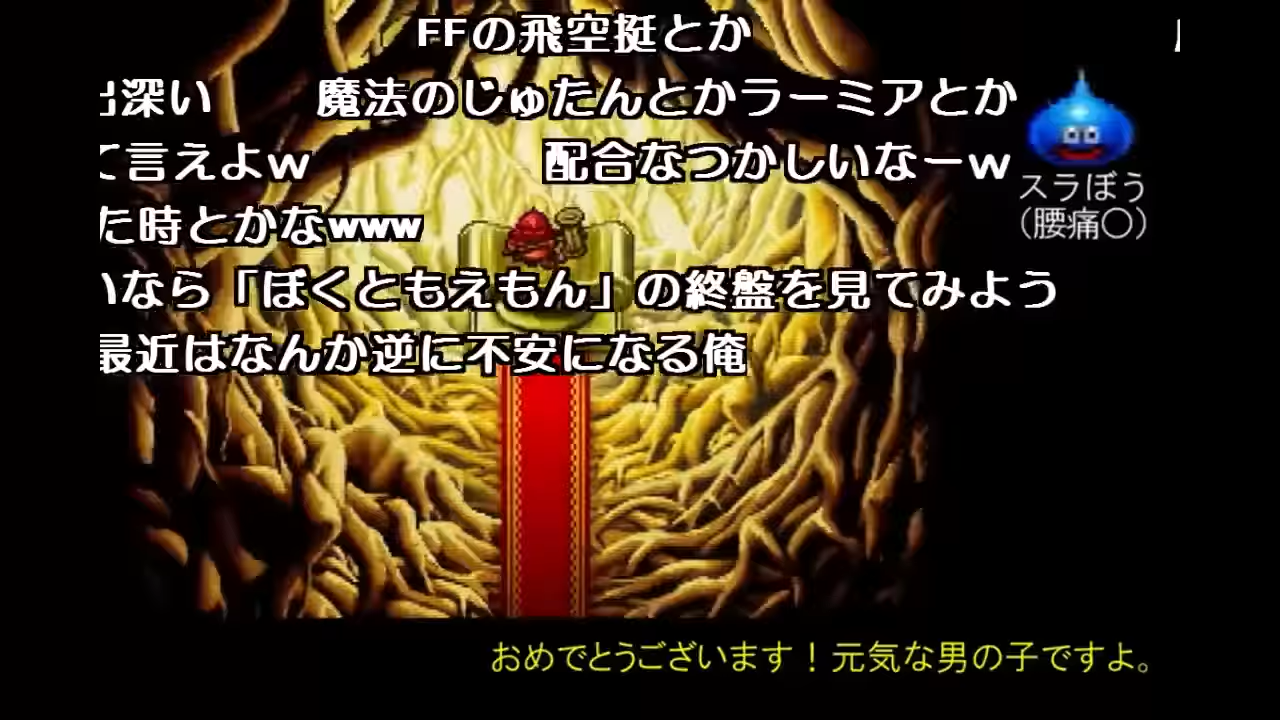 FFの飛空挺とか
深い
魔法のじゅたんとかラーミアとか
て言えよｗ
配合なつかしいなーｗ
スラぼう
(腰痛〇)
た時とかなwww
いなら「ぼくともえもん」の終盤を見てみよう
最近はなんか逆に不安になる俺
おめでとうございます！元気な男の子ですよ。